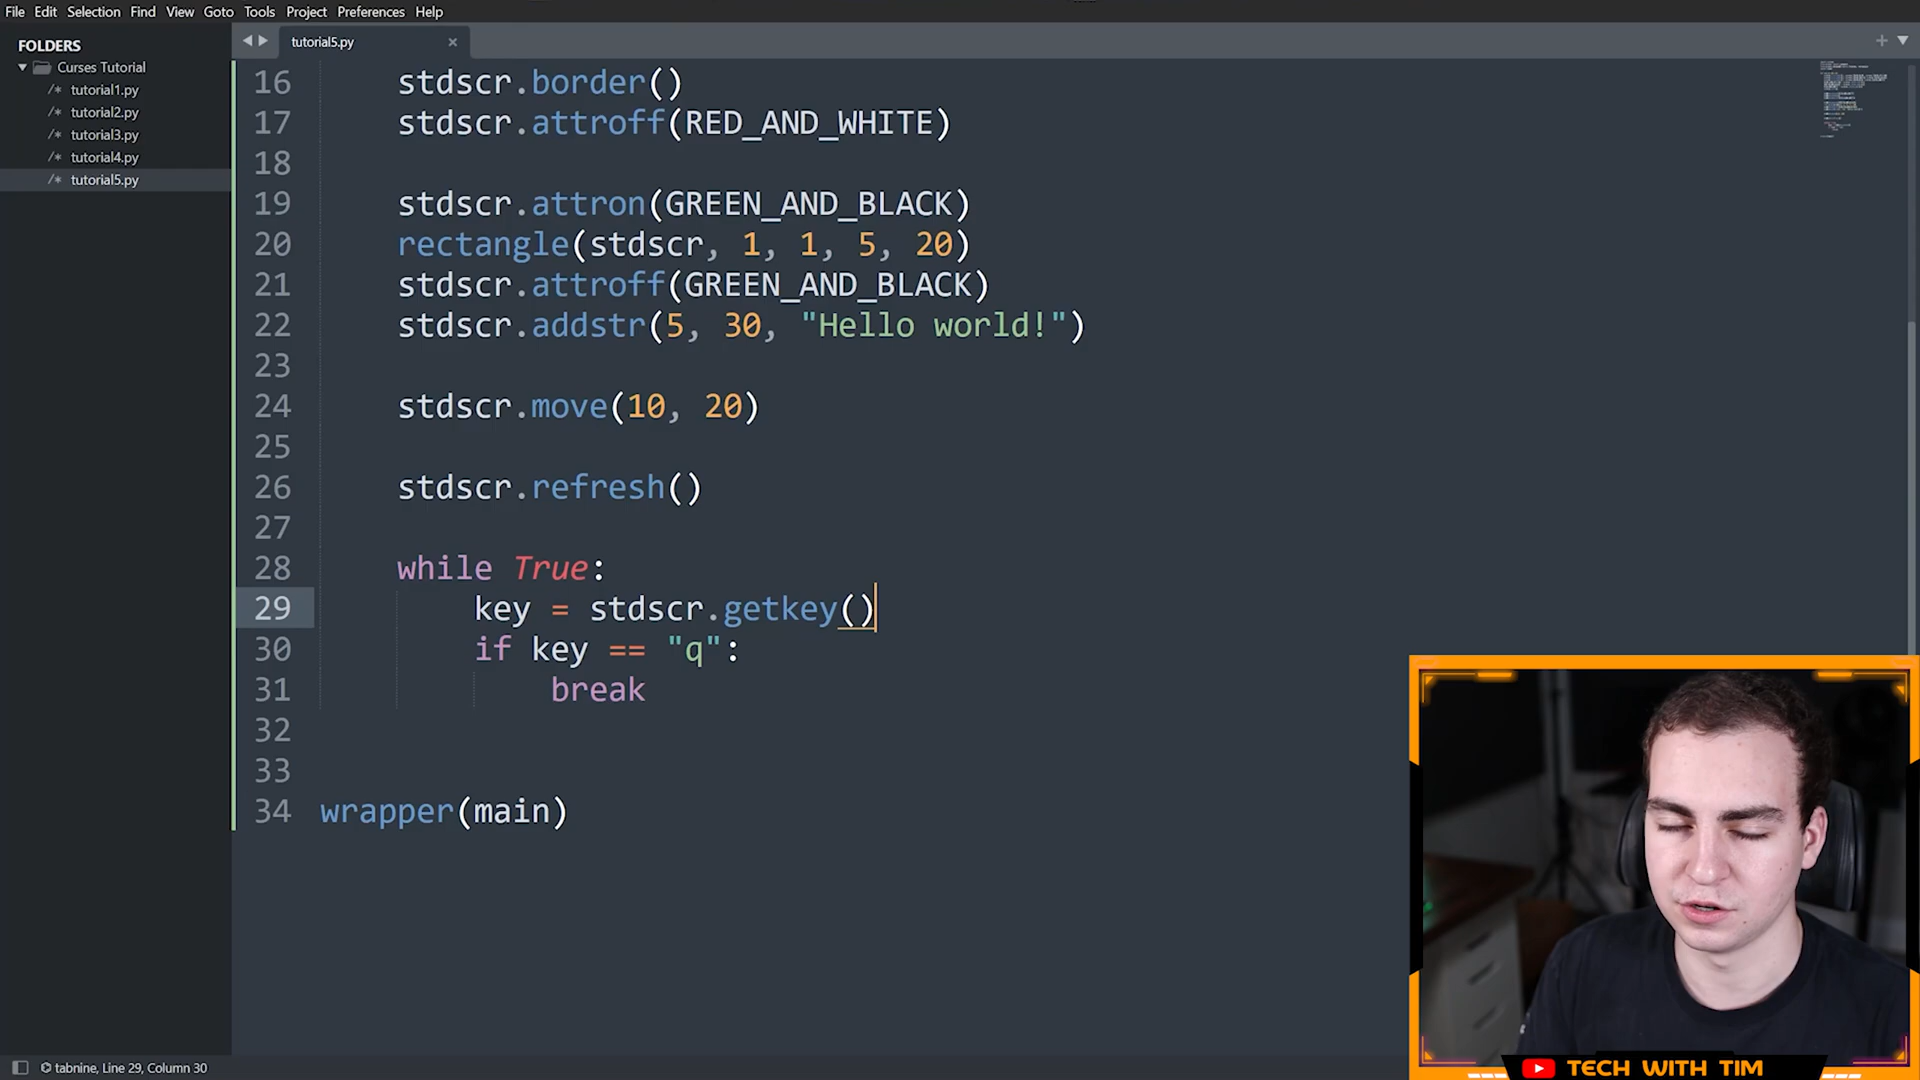 File Edit Selection Find View Goto Tools Project Preferences Help
FOLDERS
Curses Tutorial
/* tutorial1.py
/* tutorial2.py
/* tutorial3.py
/* tutorial4.py
/* tutorial5.py
tutorial5.py
16 stdscr.border()
17 stdscr.attroff(RED_AND_WHITE)
18
19 stdscr.attron(GREEN_AND_BLACK)
20 rectangle(stdscr, 1, 1, 5, 20)
21 stdscr.attroff(GREEN_AND_BLACK)
22 stdscr.addstr(5, 30, "Hello world!")
23
24 stdscr.move(10, 20)
25
26 stdscr.refresh()
27
28 while True:
29 key = stdscr.getkey()
30 if key == "q":
31 break
32
33
34 wrapper(main)
tabnine, Line 29, Column 30
TECH WITH TIM